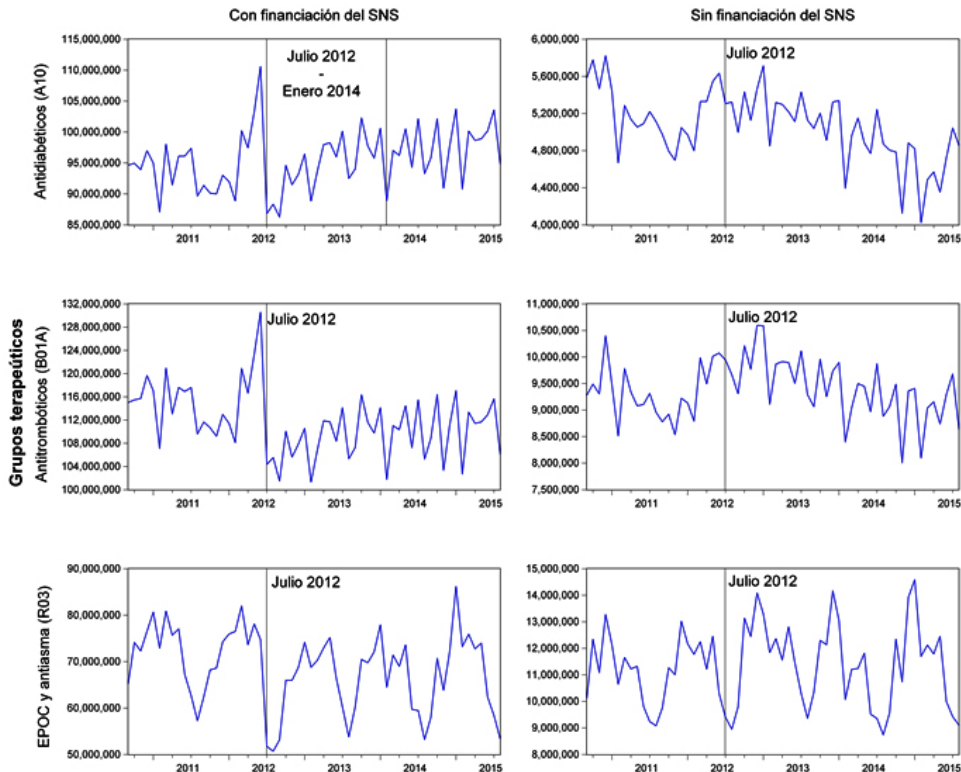 Con financiación del SNS
Sin financiación del SNS
Grupos terapeúticos
Antidiabéticos (A10)
115,000,000
110,000,000
105,000,000
100,000,000
95,000,000
90,000,000
85,000,000
Julio 2012
-
Enero 2014
2011 2012 2013 2014 2015
6,000,000
5,600,000
5,200,000
4,800,000
4,400,000
4,000,000
Julio 2012
2011 2012 2013 2014 2015
Antitrombóticos (B01A)
132,000,000
128,000,000
124,000,000
120,000,000
116,000,000
112,000,000
108,000,000
104,000,000
100,000,000
Julio 2012
2011 2012 2013 2014 2015
11,000,000
10,500,000
10,000,000
9,500,000
9,000,000
8,500,000
8,000,000
7,500,000
Julio 2012
2011 2012 2013 2014 2015
EPOC y antiasma (R03)
90,000,000
80,000,000
70,000,000
60,000,000
50,000,000
Julio 2012
2011 2012 2013 2014 2015
15,000,000
14,000,000
13,000,000
12,000,000
11,000,000
10,000,000
9,000,000
8,000,000
Julio 2012
2011 2012 2013 2014 2015